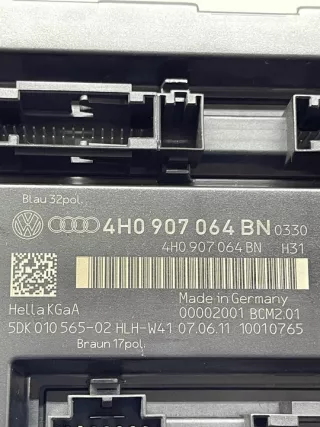 Blau 32pol.
4H0 907 064 BN 0330
4H0 907 064 BN H31
Made in Germany
Hella KGaA 00002001 BCM2.01
5DK 010 565-02 HLH-W41 07.06.11 10010765
Braun 17pol.